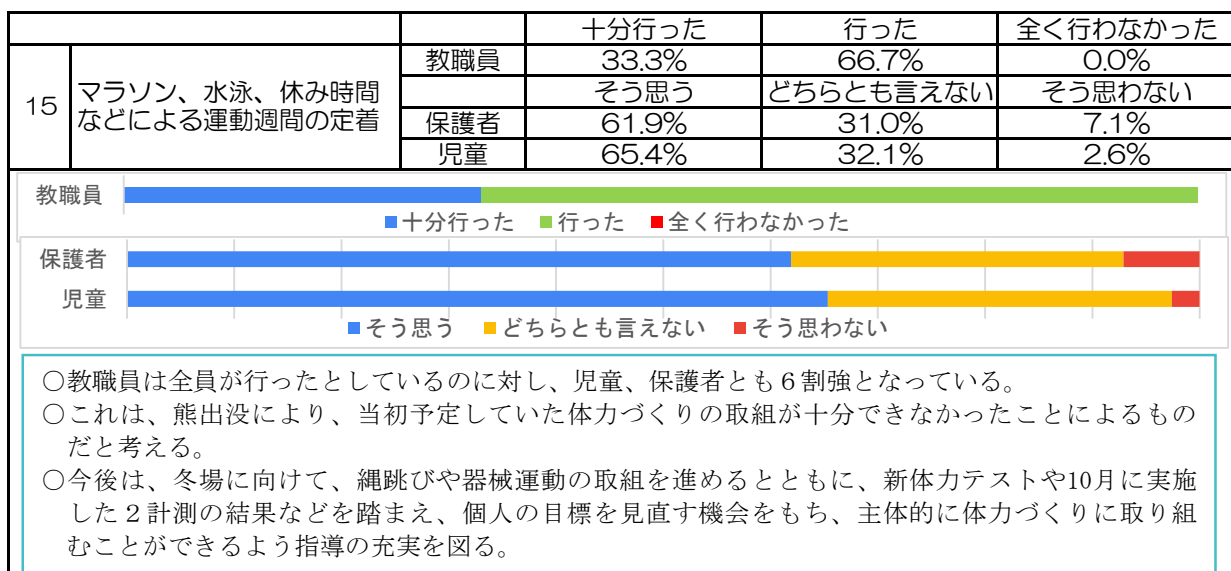 十分行った 行った 全く行わなかった
教職員 33.3% 66.7% 0.0%
15 マラソン、水泳、休み時間などによる運動週間の定着
そう思う どちらとも言えない そう思わない
保護者 61.9% 31.0% 7.1%
児童 65.4% 32.1% 2.6%
教職員
■十分行った ■行った ■全く行わなかった
保護者
児童
■そう思う ■どちらとも言えない ■そう思わない
○教職員は全員が行ったとしているのに対し、児童、保護者とも６割強となっている。
○これは、熊出没により、当初予定していた体力づくりの取組が十分できなかったことによるもの
だと考える。
○今後は、冬場に向けて、縄跳びや器械運動の取組を進めるとともに、新体力テストや10月に実施
した２計測の結果などを踏まえ、個人の目標を見直す機会をもち、主体的に体力づくりに取り組
むことができるよう指導の充実を図る。